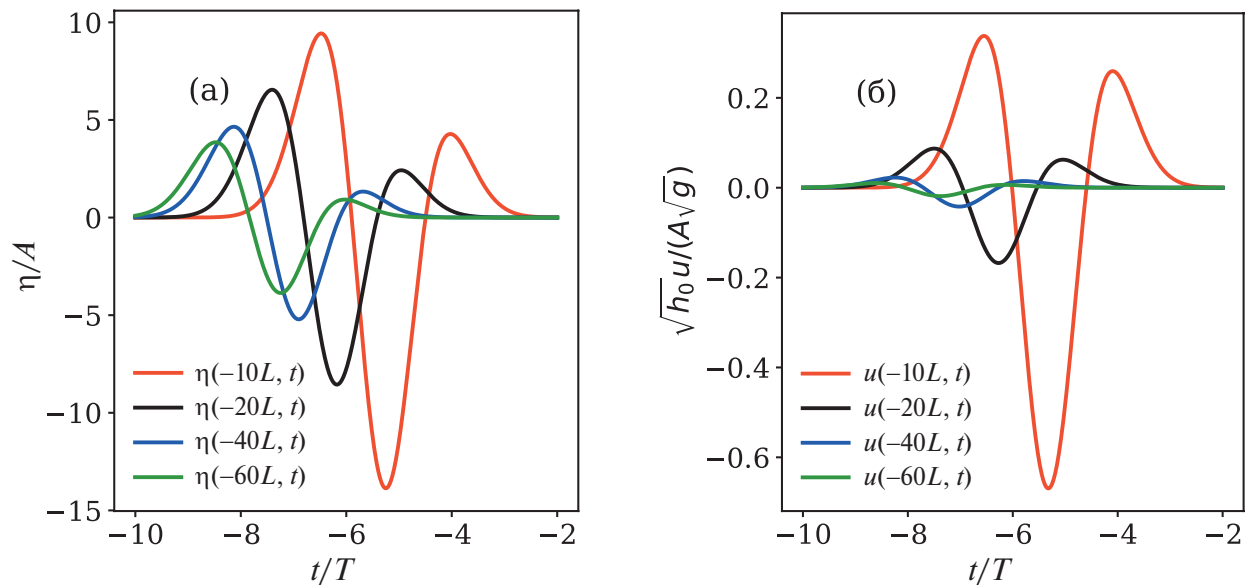 10
5
0
−5
−10
−15
η/A
(а)
η(−10L, t)
η(−20L, t)
η(−40L, t)
η(−60L, t)
−10 −8 −6 −4 −2
t/T
0.2
0.0
−0.2
−0.4
−0.6
√h₀u/(A√g)
(б)
u(−10L, t)
u(−20L, t)
u(−40L, t)
u(−60L, t)
−10 −8 −6 −4 −2
t/T